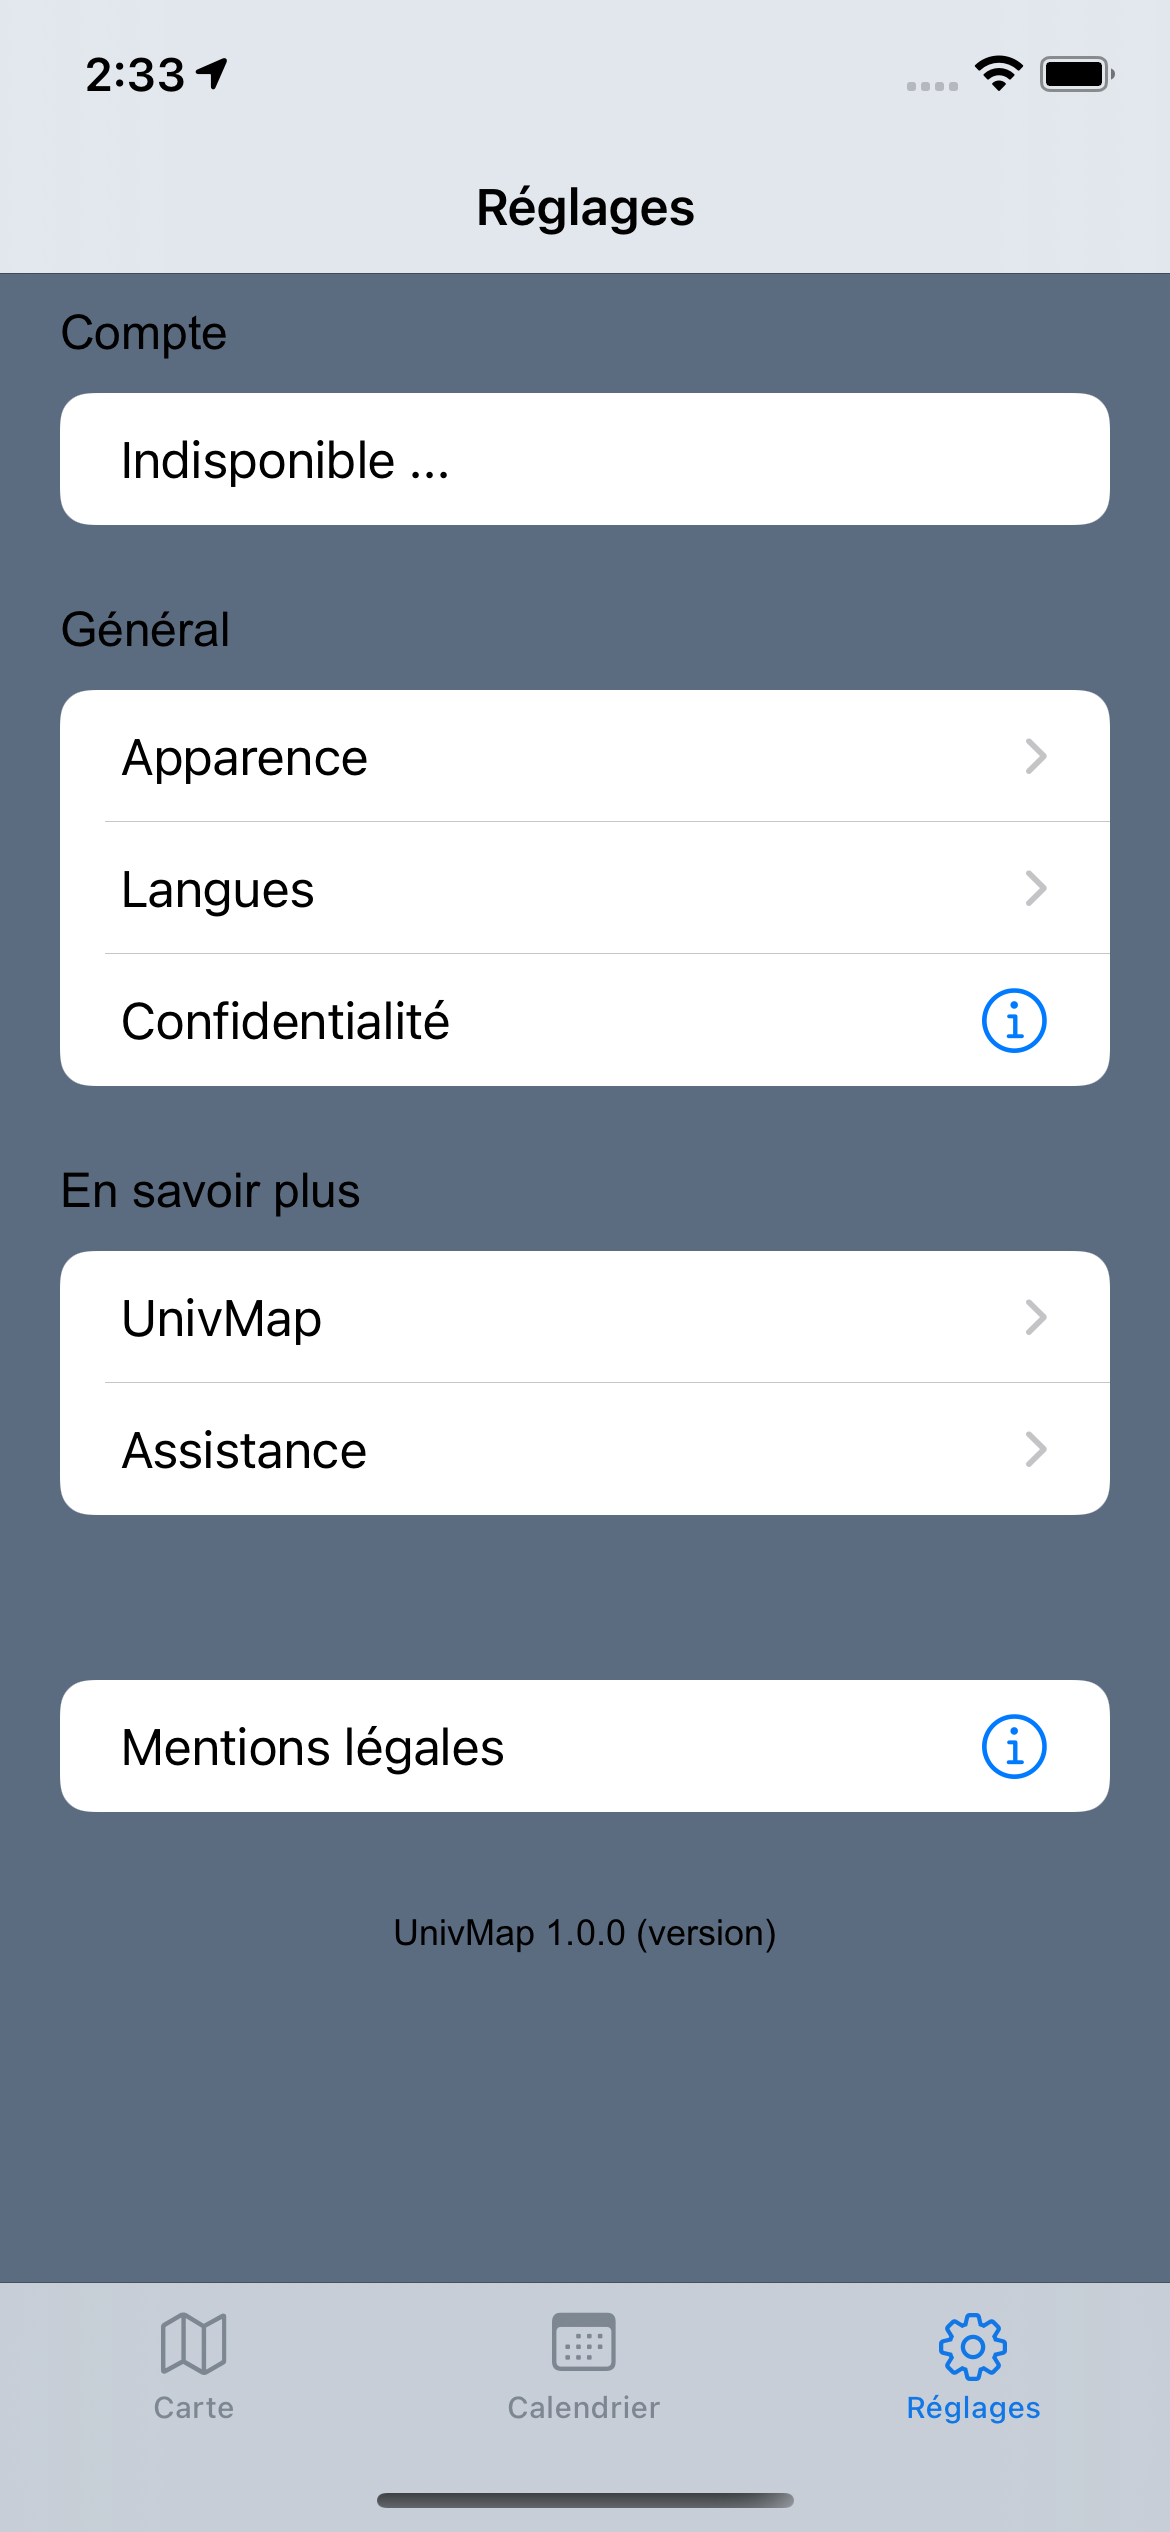 2:33
Réglages
Compte
Indisponible ...
Général
Apparence
Langues
Confidentialité
En savoir plus
UnivMap
Assistance
Mentions légales
UnivMap 1.0.0 (version)
Carte
Calendrier
Réglages